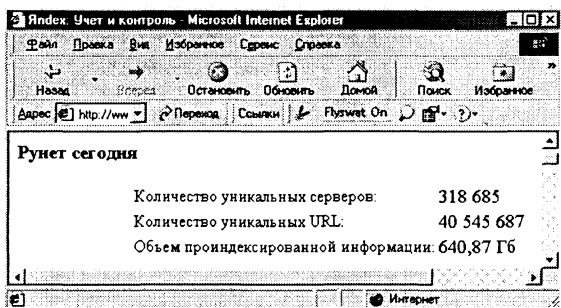 Яndex: Учет и контроль - Microsoft Internet Explorer
Файл Правка Вид Избранное Сервис Справка
Назад Вперед Остановить Обновить Домой Поиск Избранное »
Адрес http://ww Переход Ссылки Flyswat On
Рунет сегодня
Количество уникальных серверов: 318 685
Количество уникальных URL: 40 545 687
Объем проиндексированной информации: 640,87 Гб
Интернет